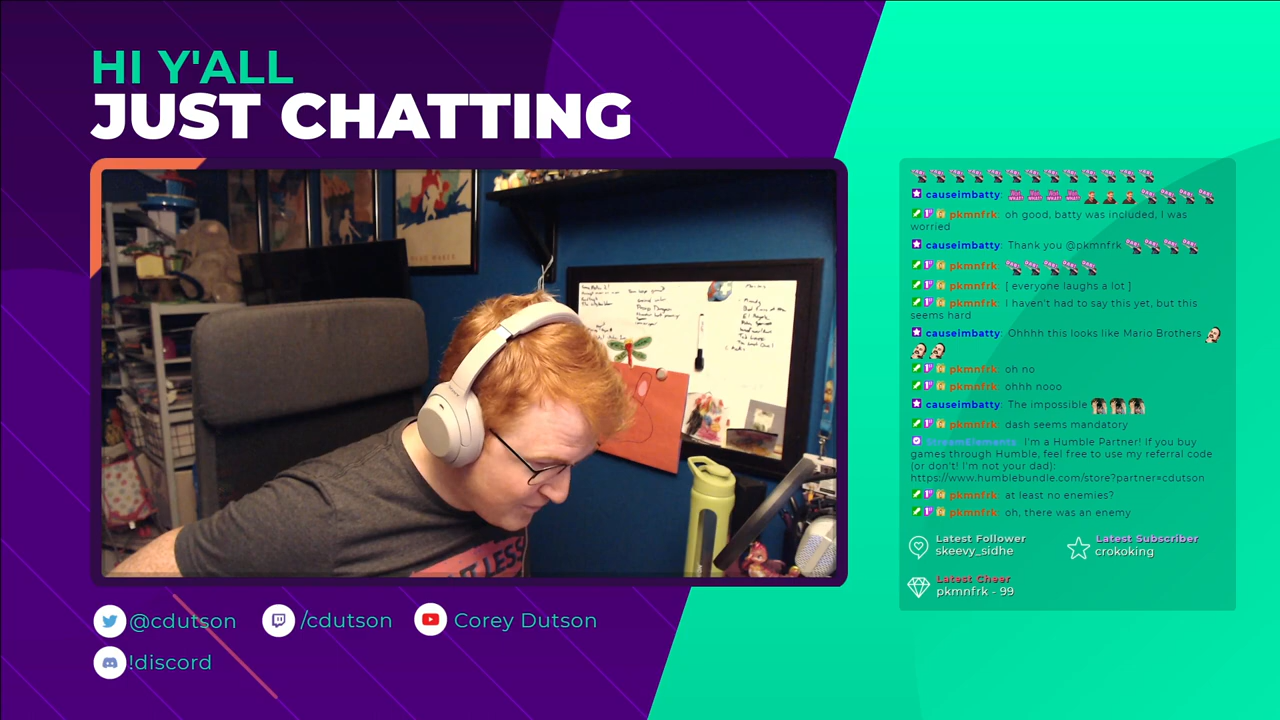 HI Y'ALL
JUST CHATTING
causeimbatty:
pkmnfrk: oh good, batty was included, I was
worried
causeimbatty: Thank you @pkmnfrk
pkmnfrk:
pkmnfrk: [ everyone laughs a lot ]
pkmnfrk: I haven't had to say this yet, but this
seems hard
causeimbatty: Ohhhh this looks like Mario Brothers
pkmnfrk: oh no
pkmnfrk: ohhh nooo
causeimbatty: The impossible
pkmnfrk: dash seems mandatory
StreamElements: I'm a Humble Partner! If you buy
games through Humble, feel free to use my referral code
(or don't! I'm not your dad):
https://www.humblebundle.com/store?partner=cdutson
pkmnfrk: at least no enemies?
pkmnfrk: oh, there was an enemy
Latest Follower
skeevy_sidhe
Latest Subscriber
crokoking
Latest Cheer
pkmnfrk - 99
@cdutson
/cdutson
Corey Dutson
!discord